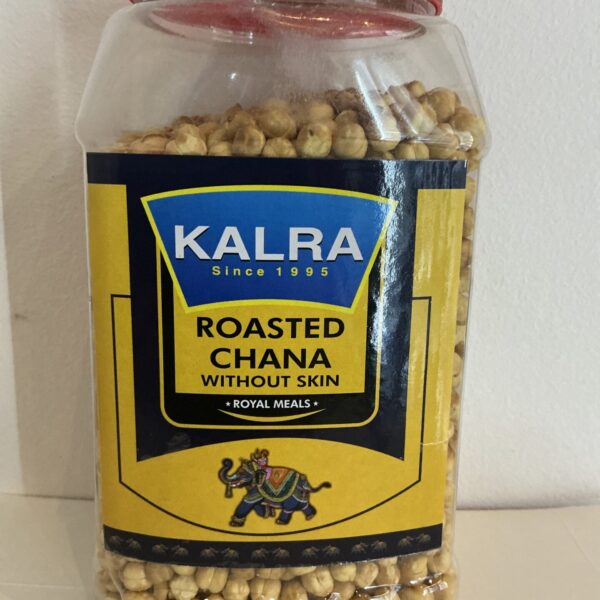 KALRA
Since 1995
ROASTED
CHANA
WITHOUT SKIN
★ ROYAL MEALS ★